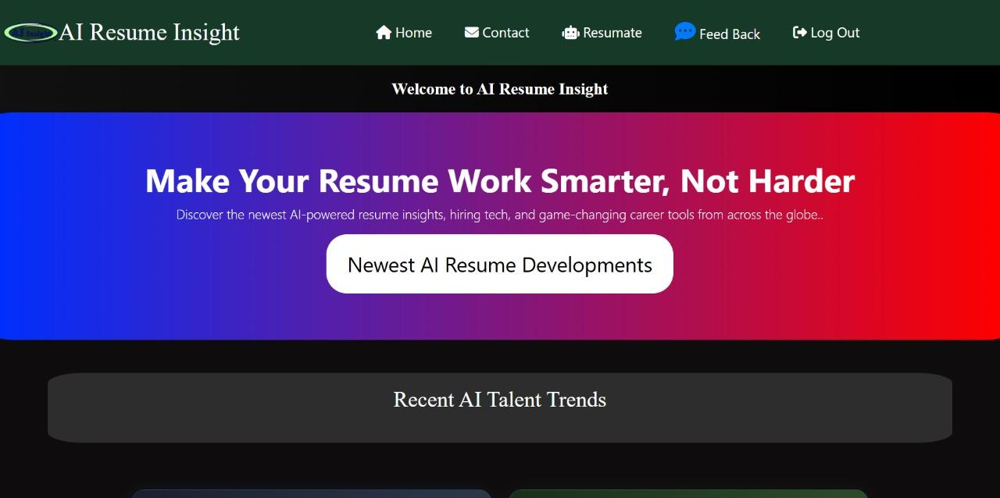 AI Insight
AI Resume Insight
Home
Contact
Resumate
Feed Back
Log Out
Welcome to AI Resume Insight
Make Your Resume Work Smarter, Not Harder
Discover the newest AI-powered resume insights, hiring tech, and game-changing career tools from across the globe..
Newest AI Resume Developments
Recent AI Talent Trends